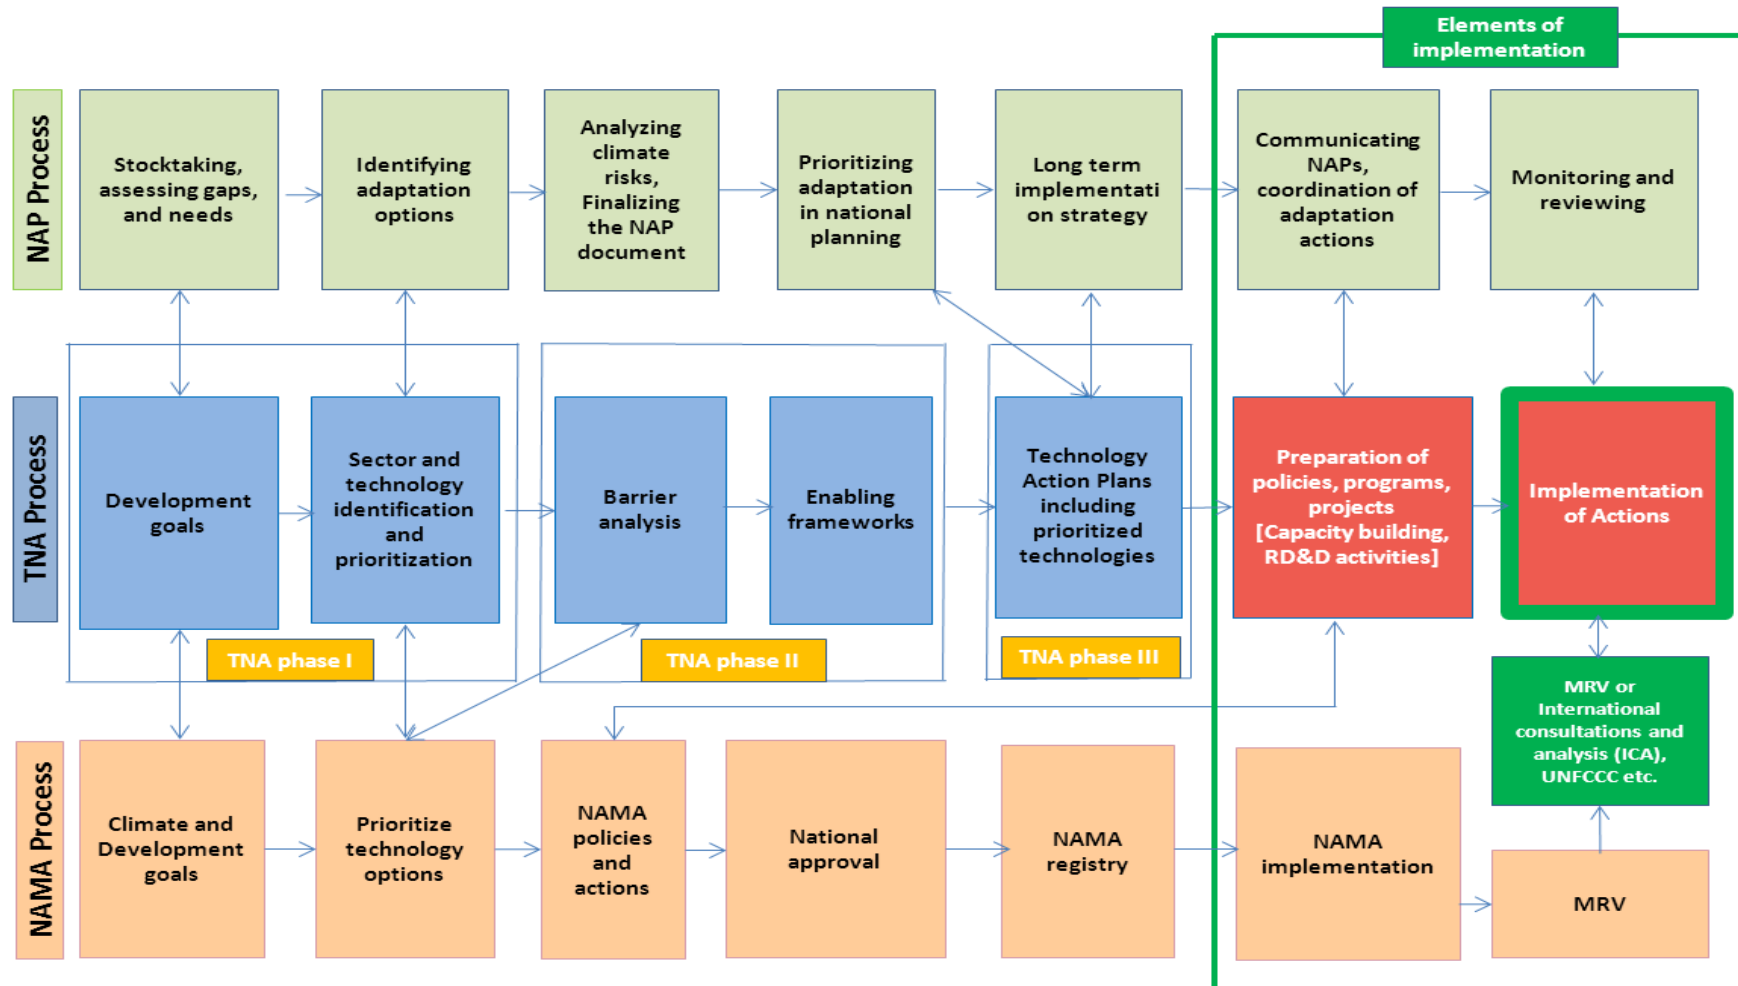 Elements of
implementation
NAP Process
Stocktaking,
assessing gaps,
and needs
Identifying
adaptation
options
Analyzing
climate
risks,
Finalizing
the NAP
document
Prioritizing
adaptation
in national
planning
Long term
implementati
on strategy
Communicating
NAPs,
coordination of
adaptation
actions
Monitoring and
reviewing
TNA Process
Development
goals
Sector and
technology
identification
and
prioritization
Barrier
analysis
Enabling
frameworks
Technology
Action Plans
including
prioritized
technologies
Preparation of
policies, programs,
projects
[Capacity building,
RD&D activities]
Implementation
of Actions
TNA phase I
TNA phase II
TNA phase III
MRV or
International
consultations and
analysis (ICA),
UNFCCC etc.
NAMA Process
Climate and
Development
goals
Prioritize
technology
options
NAMA
policies
and
actions
National
approval
NAMA
registry
NAMA
implementation
MRV